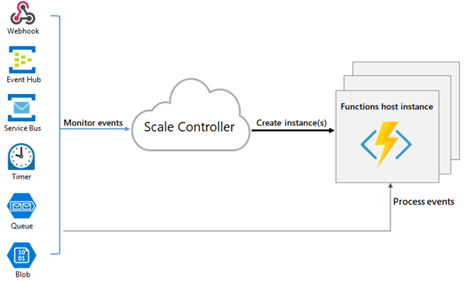 Webhook
Event Hub
Service Bus
Timer
Queue
Blob
10
01
Monitor events
Scale Controller
Create instance(s)
Functions host instance
Process events